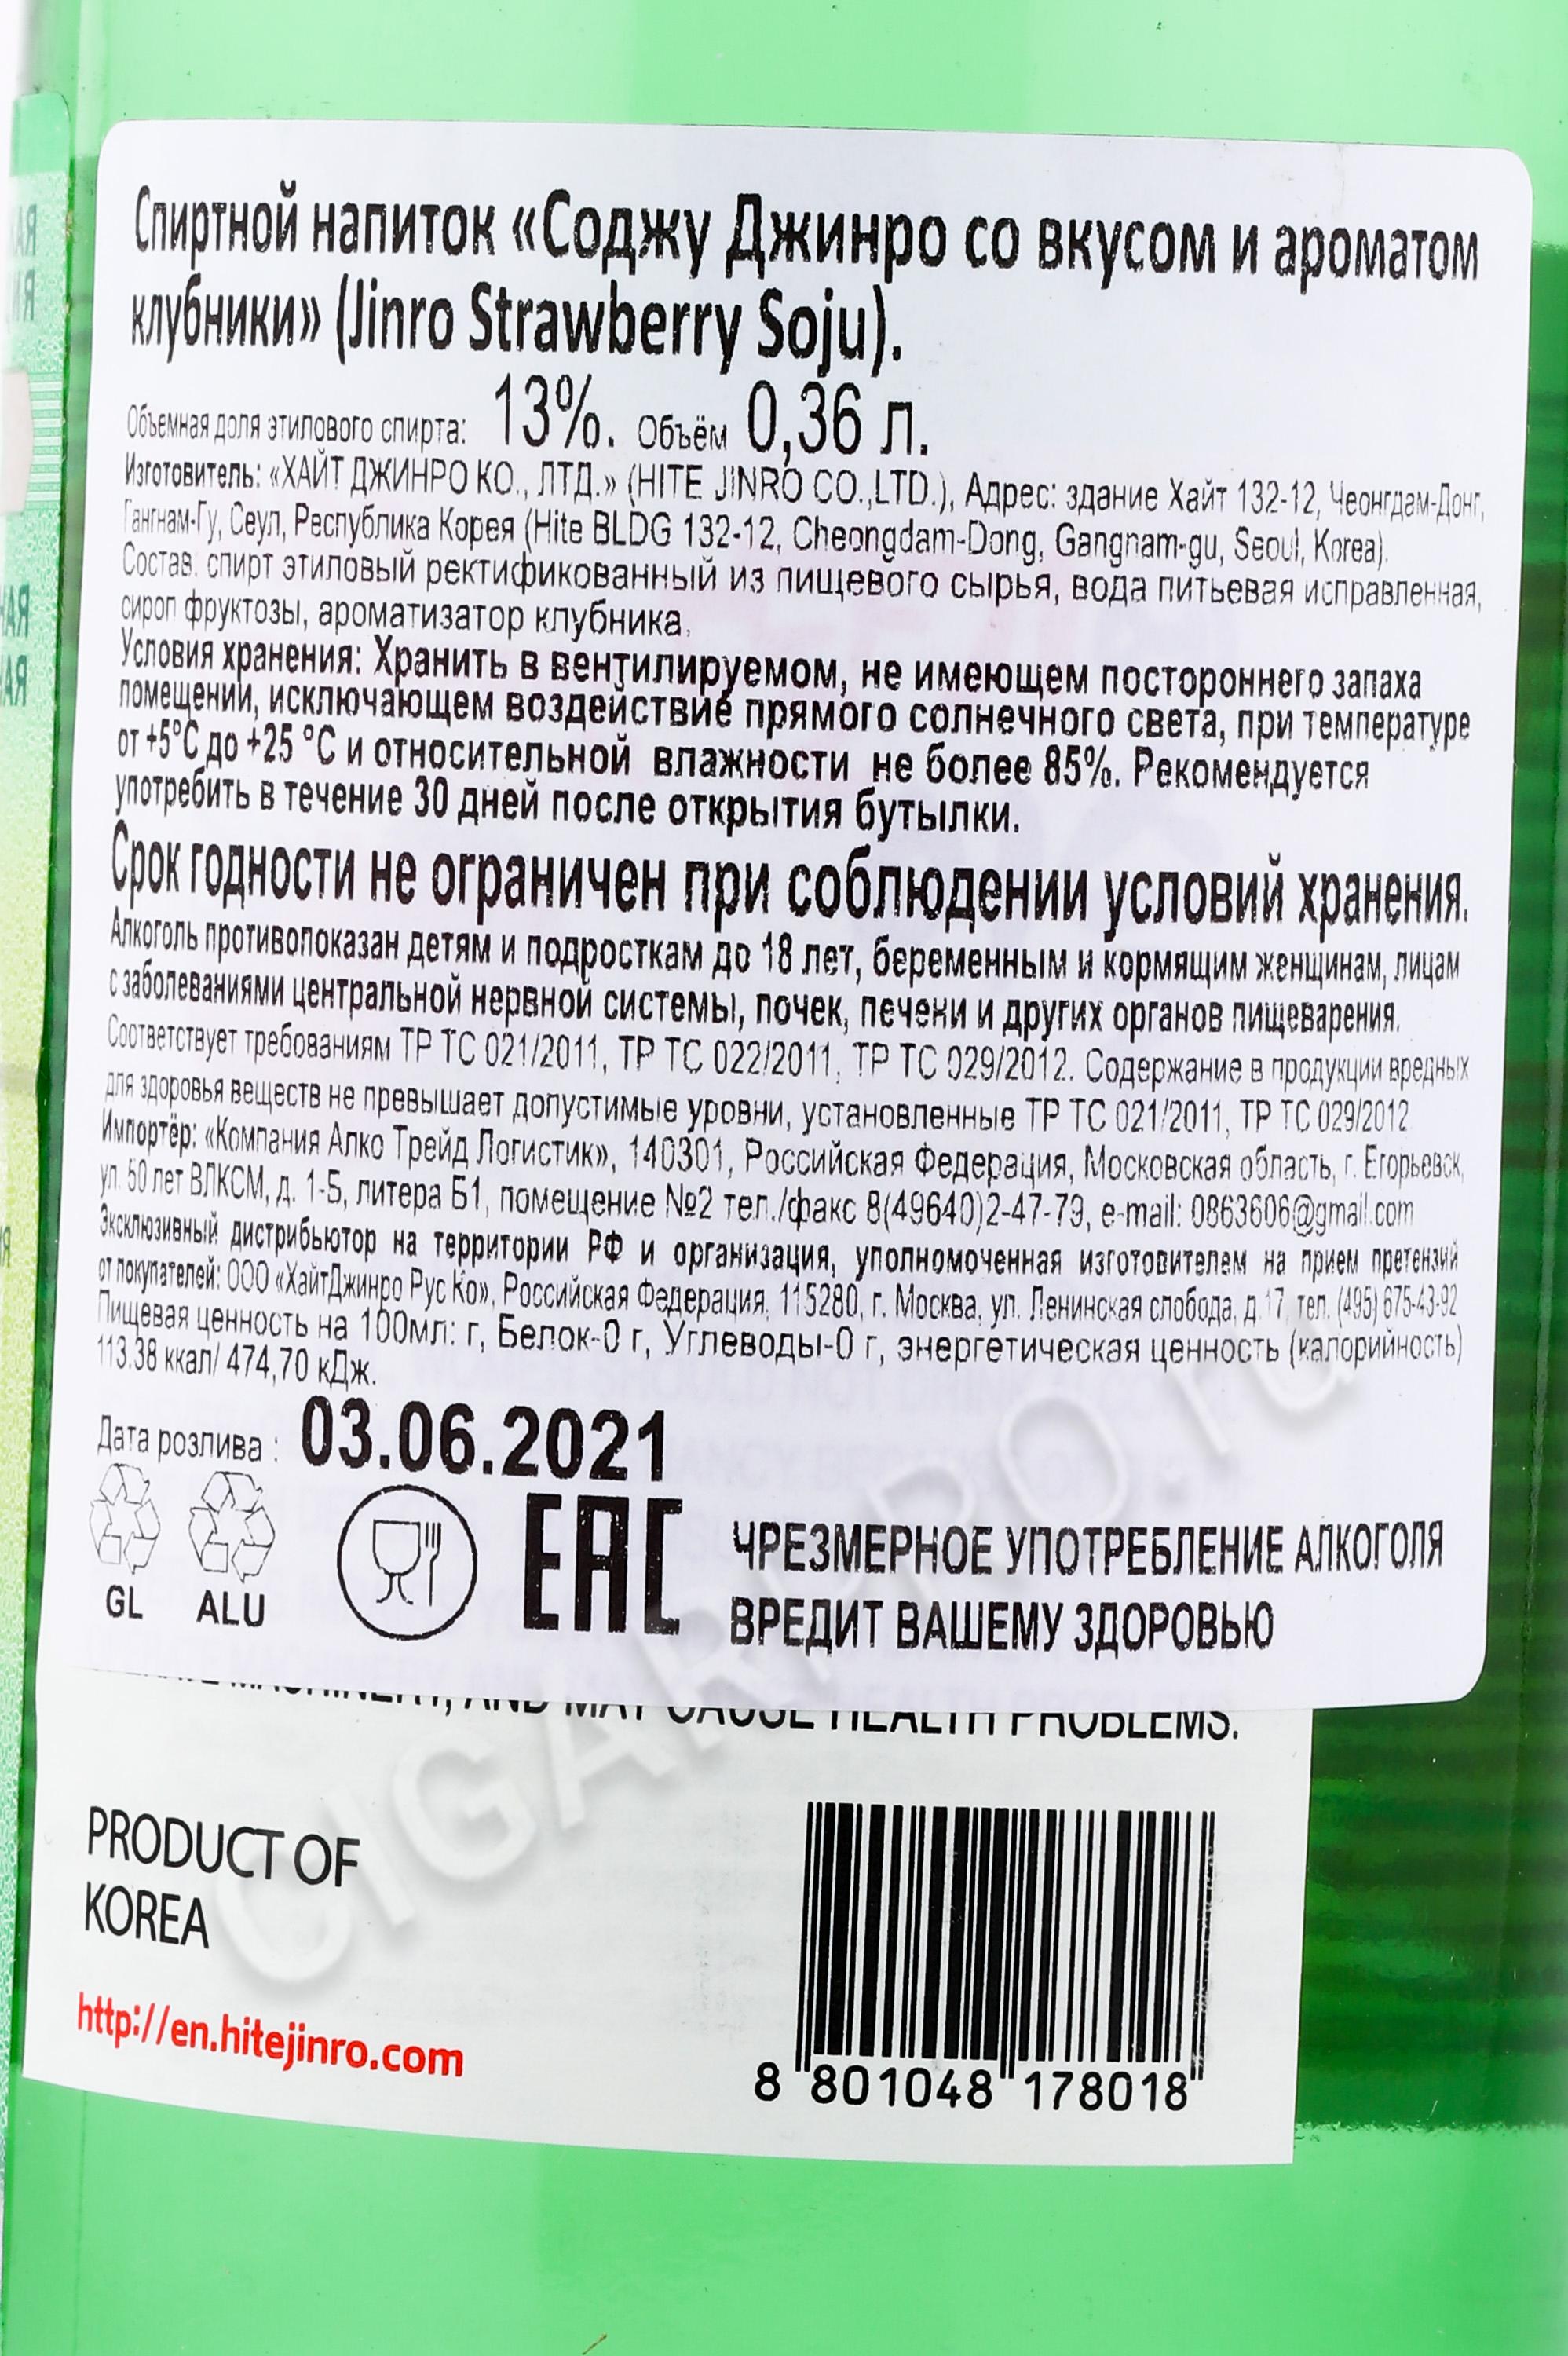 Спиртной напиток «Соджу Джинро со вкусом и ароматом
клубники» (Jinro Strawberry Soju).
Объемная доля этилового спирта: 13%. Объём 0,36 л.
Изготовитель: «ХАЙТ ДЖИНРО КО., ЛТД.» (HITE JINRO CO.,LTD.), Адрес: здание Хайт 132-12, Чеонгдам-Донг,
Гангнам-Гу, Сеул, Республика Корея (Hite BLDG 132-12, Cheongdam-Dong, Gangnam-gu, Seoul, Korea).
Состав: спирт этиловый ректификованный из пищевого сырья, вода питьевая исправленная,
сироп фруктозы, ароматизатор клубника.
Условия хранения: Хранить в вентилируемом, не имеющем постороннего запаха
помещении, исключающем воздействие прямого солнечного света, при температуре
от +5°C до +25 °C и относительной влажности не более 85%. Рекомендуется
употребить в течение 30 дней после открытия бутылки.
Срок годности не ограничен при соблюдении условий хранения.
Алкоголь противопоказан детям и подросткам до 18 лет, беременным и кормящим женщинам, лицам
с заболеваниями центральной нервной системы, почек, печени и других органов пищеварения.
Соответствует требованиям ТР ТС 021/2011, ТР ТС 022/2011, ТР ТС 029/2012. Содержание в продукции вредных
для здоровья веществ не превышает допустимые уровни, установленные ТР ТС 021/2011, ТР ТС 029/2012
Импортёр: «Компания Алко Трейд Логистик», 140301, Российская Федерация, Московская область, г. Егорьевск,
ул. 50 лет ВЛКСМ, д. 1-Б, литера Б1, помещение №2 тел./факс 8(49640)2-47-79, e-mail: 0863606@gmail.com
Эксклюзивный дистрибьютор на территории РФ и организация, уполномоченная изготовителем на прием претензий
от покупателей: ООО «ХайтДжинро Рус Ко», Российская Федерация, 115280, г. Москва, ул. Ленинская слобода, д.17, тел. (495) 675-43-92
Пищевая ценность на 100мл: г, Белок-0 г, Углеводы-0 г, энергетическая ценность (калорийность)
113.38 ккал/ 474,70 кДж.
Дата розлива : 03.06.2021
GL ALU EAC
ЧРЕЗМЕРНОЕ УПОТРЕБЛЕНИЕ АЛКОГОЛЯ
ВРЕДИТ ВАШЕМУ ЗДОРОВЬЮ
MACHINERY, AND MAY CAUSE HEALTH PROBLEMS.
PRODUCT OF
KOREA
http://en.hitejinro.com
8 801048 178018
CIGARPRO.ru